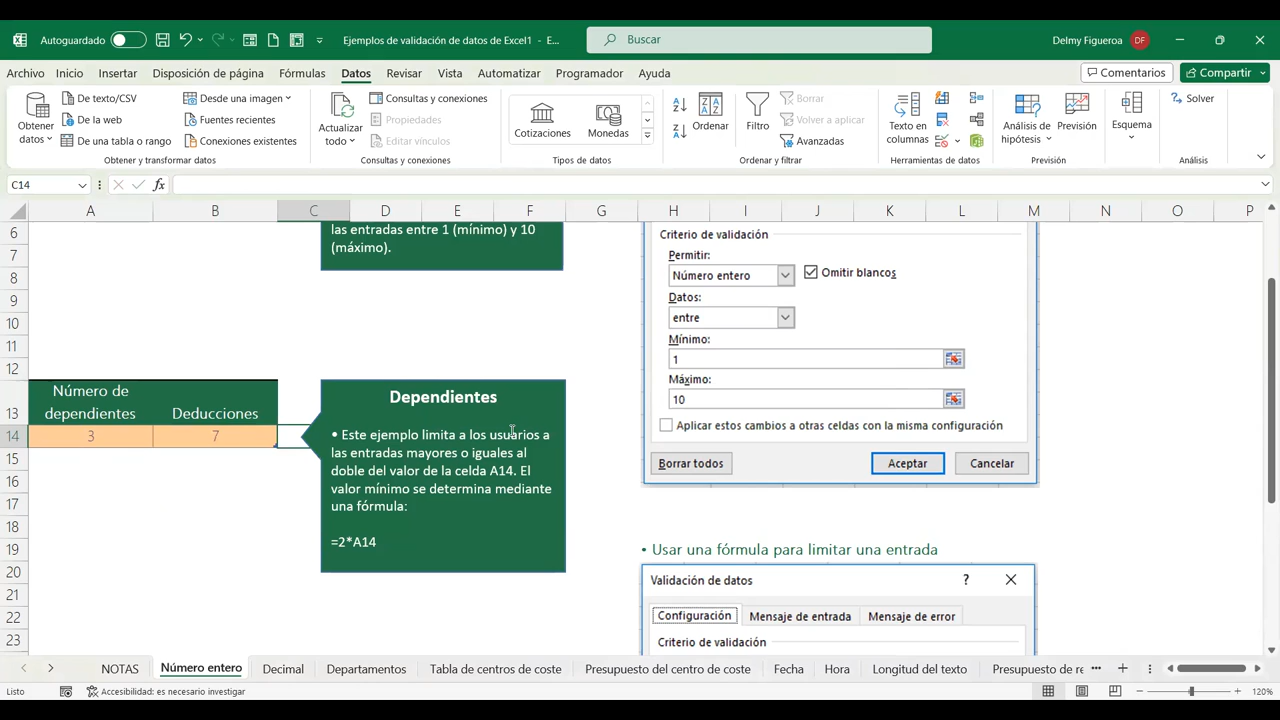 Autoguardado
Ejemplos de validación de datos de Excel1 - E...
Buscar
Delmy Figueroa
DF
Archivo Inicio Insertar Disposición de página Fórmulas Datos Revisar Vista Automatizar Programador Ayuda
Comentarios
Compartir
Obtener datos
De texto/CSV
De la web
De una tabla o rango
Desde una imagen
Fuentes recientes
Conexiones existentes
Obtener y transformar datos
Actualizar todo
Consultas y conexiones
Propiedades
Editar vínculos
Consultas y conexiones
Cotizaciones
Monedas
Tipos de datos
Ordenar
Filtro
Borrar
Volver a aplicar
Avanzadas
Ordenar y filtrar
Texto en columnas
Herramientas de datos
Análisis de hipótesis
Previsión
Previsión
Esquema
Solver
Análisis
C14
fx
A B C D E F G H I J K L M N O P
6
7
8
9
10
11
12
13
14
15
16
17
18
19
20
21
22
23
las entradas entre 1 (mínimo) y 10
(máximo).
Número de
dependientes
Deducciones
3 7
Dependientes
• Este ejemplo limita a los usuarios a
las entradas mayores o iguales al
doble del valor de la celda A14. El
valor mínimo se determina mediante
una fórmula:
=2*A14
Criterio de validación
Permitir:
Número entero
Omitir blancos
Datos:
entre
Mínimo:
1
Máximo:
10
Aplicar estos cambios a otras celdas con la misma configuración
Borrar todos
Aceptar
Cancelar
• Usar una fórmula para limitar una entrada
Validación de datos
?
Configuración
Mensaje de entrada
Mensaje de error
Criterio de validación
NOTAS Número entero Decimal Departamentos Tabla de centros de coste Presupuesto del centro de coste Fecha Hora Longitud del texto Presupuesto de re
Listo
Accesibilidad: es necesario investigar
120%